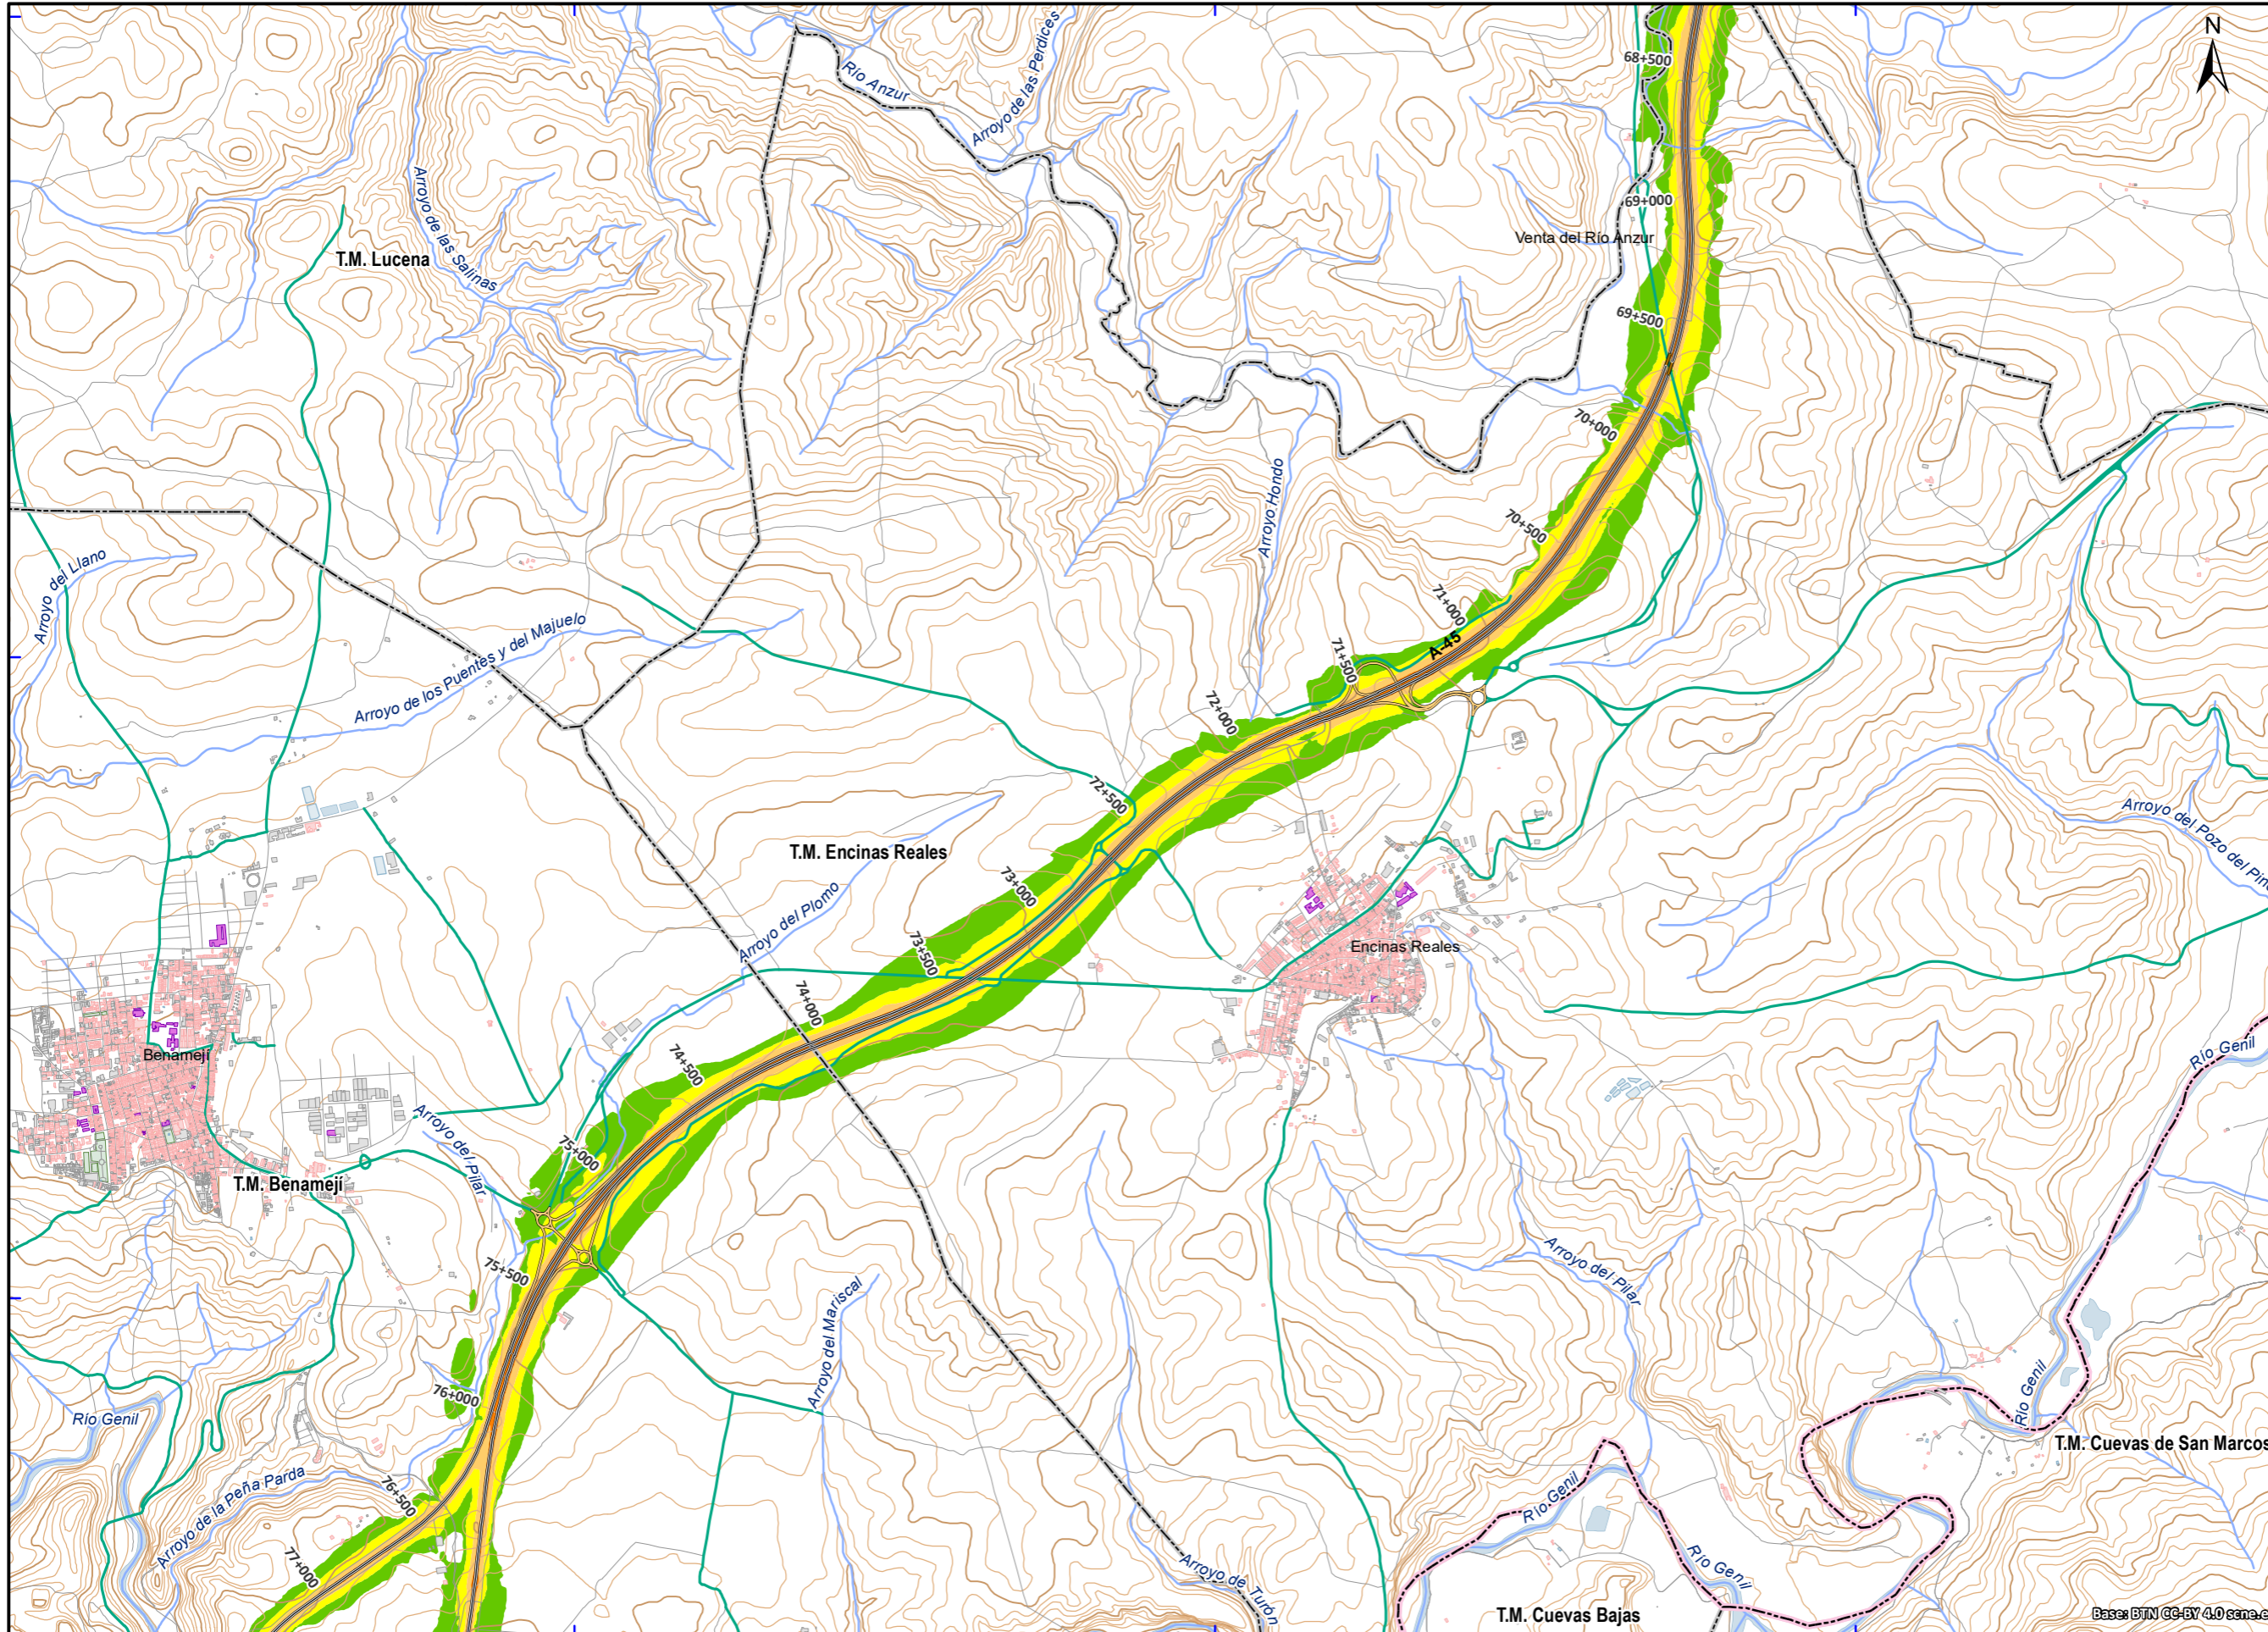 N
68+500
Río Anzur
Arroyo de las Perdices
69+000
Venta del Río Anzur
Arroyo de las Salinas
T.M. Lucena
69+500
70+000
Arroyo Hondo
70+500
Arroyo del Llano
71+000
A-45
Arroyo de los Puentes y del Majuelo
71+500
72+000
72+500
Arroyo del Pozo del Pin
T.M. Encinas Reales
73+000
Arroyo del Plomo
Encinas Reales
73+500
74+000
Benamejí
Río Genil
74+500
75+000
Arroyo del Pilar
T.M. Benamejí
75+500
Arroyo del Pilar
Arroyo del Mariscal
76+000
Río Genil
Río Genil
T.M. Cuevas de San Marcos
76+500
Arroyo de la Peña Parda
Río Genil
77+000
Arroyo de Turón
Río Genil
T.M. Cuevas Bajas
Base: BTN CC-BY 4.0 scne.e